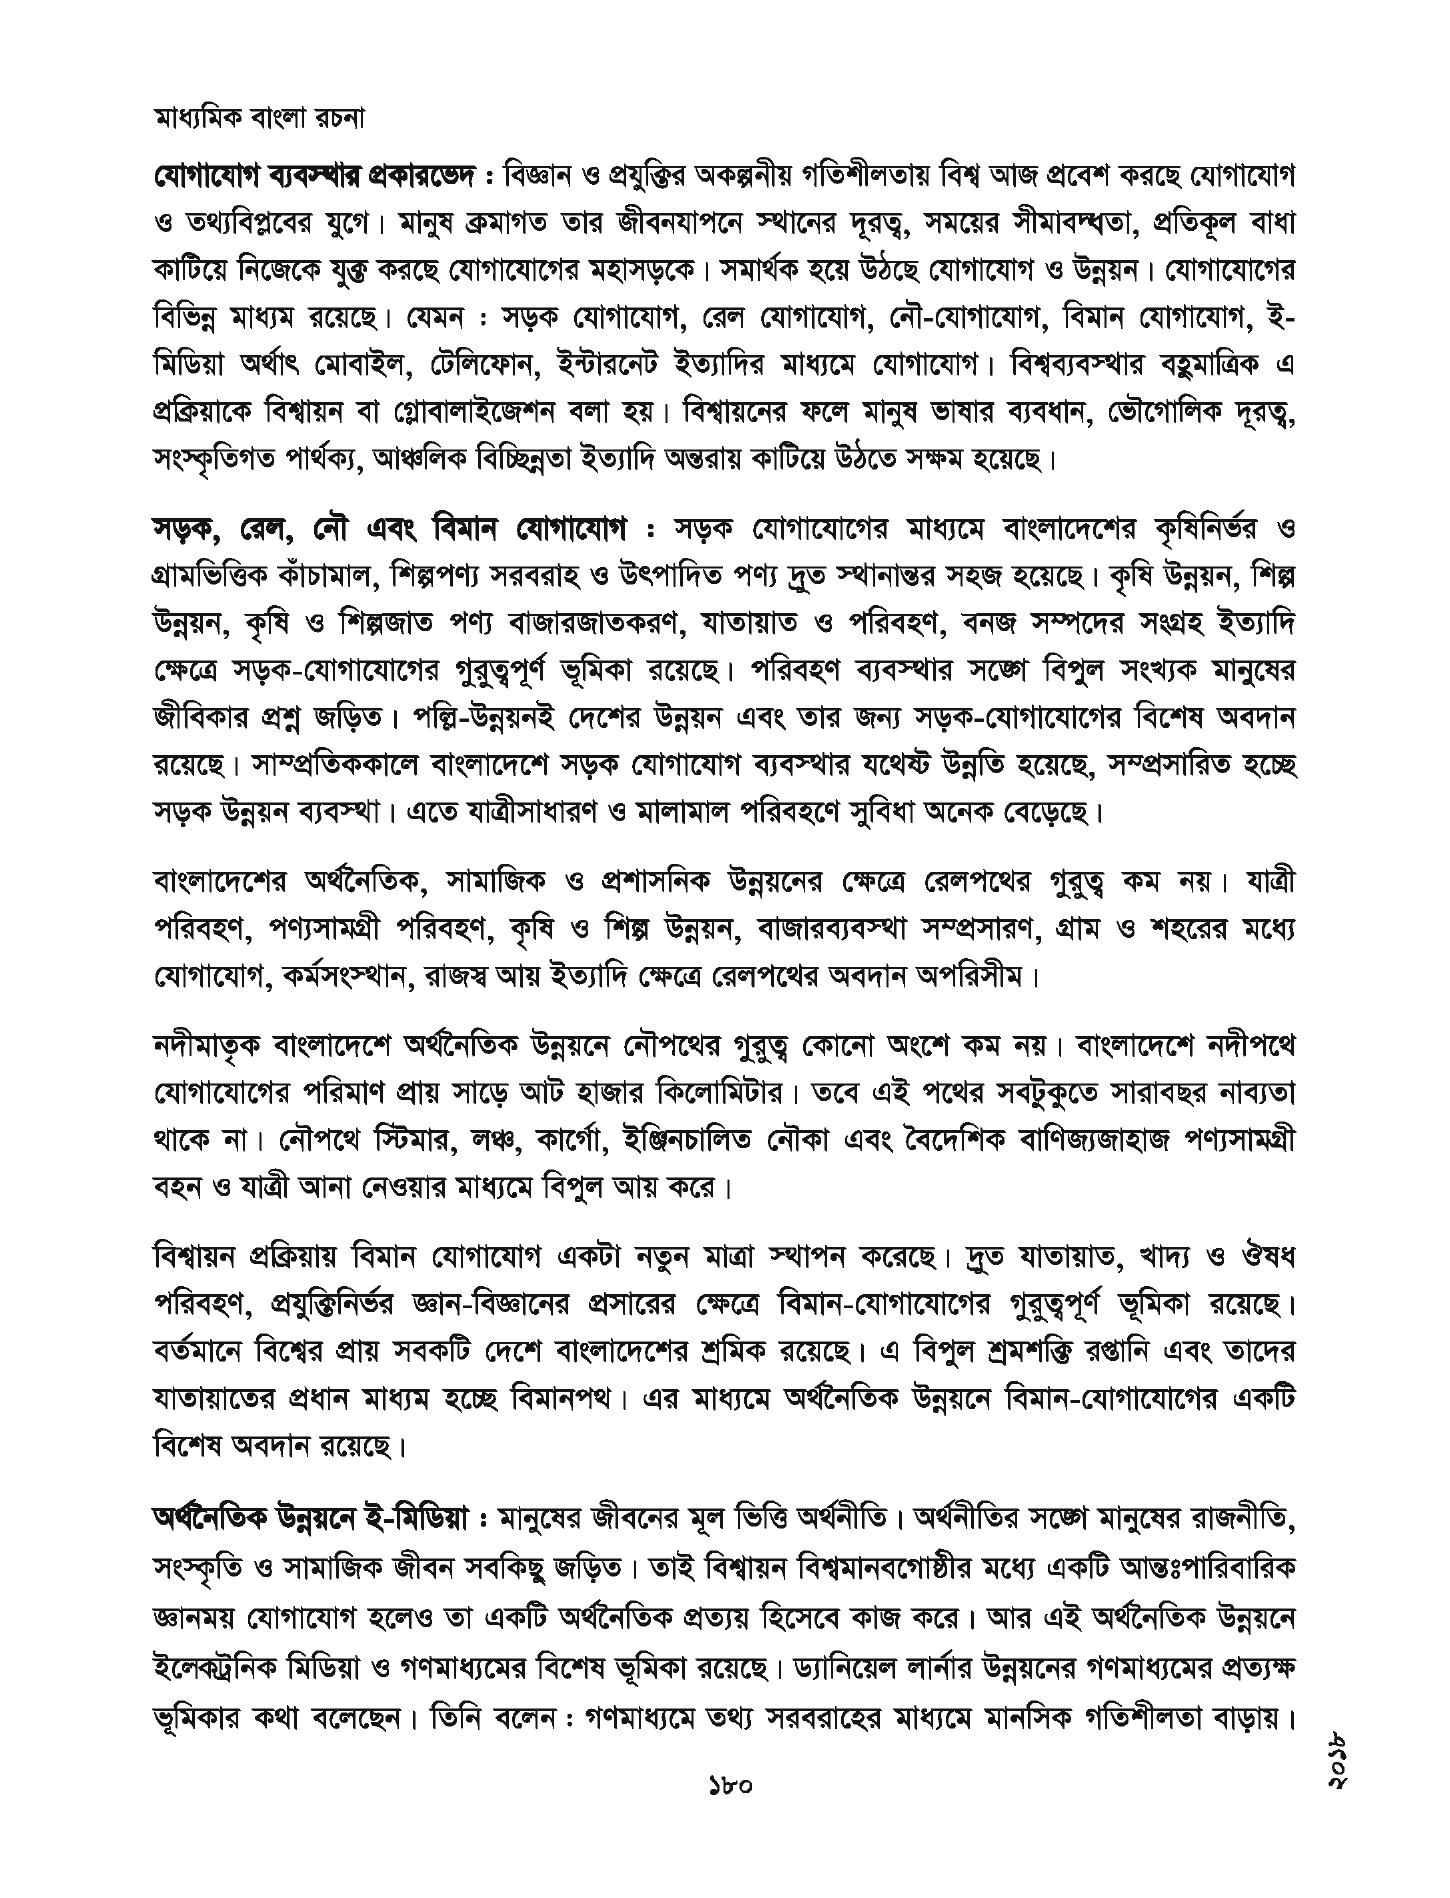 মাধ্যমিক বাংলা রচনা
যোগাযোগ ব্যবস্থার প্রকারভেদ : বিজ্ঞান ও প্রযুক্তির অকল্পনীয় গতিশীলতায় বিশ্ব আজ প্রবেশ করছে যোগাযোগ
ও তথ্যবিপ্লবের যুগে। মানুষ ক্রমাগত তার জীবনযাপনে স্থানের দূরত্ব, সময়ের সীমাবদ্ধতা, প্রতিকূল বাধা
কাটিয়ে নিজেকে যুক্ত করছে যোগাযোগের মহাসড়কে। সমার্থক হয়ে উঠছে যোগাযোগ ও উন্নয়ন। যোগাযোগের
বিভিন্ন মাধ্যম রয়েছে। যেমন : সড়ক যোগাযোগ, রেল যোগাযোগ, নৌ-যোগাযোগ, বিমান যোগাযোগ, ই-
মিডিয়া অর্থাৎ মোবাইল, টেলিফোন, ইন্টারনেট ইত্যাদির মাধ্যমে যোগাযোগ। বিশ্বব্যবস্থার বহুমাত্রিক এ
প্রক্রিয়াকে বিশ্বায়ন বা গ্লোবালাইজেশন বলা হয়। বিশ্বায়নের ফলে মানুষ ভাষার ব্যবধান, ভৌগোলিক দূরত্ব,
সংস্কৃতিগত পার্থক্য, আঞ্চলিক বিচ্ছিন্নতা ইত্যাদি অন্তরায় কাটিয়ে উঠতে সক্ষম হয়েছে।
সড়ক, রেল, নৌ এবং বিমান যোগাযোগ : সড়ক যোগাযোগের মাধ্যমে বাংলাদেশের কৃষিনির্ভর ও
গ্রামভিত্তিক কাঁচামাল, শিল্পপণ্য সরবরাহ ও উৎপাদিত পণ্য দ্রুত স্থানান্তর সহজ হয়েছে। কৃষি উন্নয়ন, শিল্প
উন্নয়ন, কৃষি ও শিল্পজাত পণ্য বাজারজাতকরণ, যাতায়াত ও পরিবহণ, বনজ সম্পদের সংগ্রহ ইত্যাদি
ক্ষেত্রে সড়ক-যোগাযোগের গুরুত্বপূর্ণ ভূমিকা রয়েছে। পরিবহণ ব্যবস্থার সঙ্গে বিপুল সংখ্যক মানুষের
জীবিকার প্রশ্ন জড়িত। পল্লি-উন্নয়নই দেশের উন্নয়ন এবং তার জন্য সড়ক-যোগাযোগের বিশেষ অবদান
রয়েছে। সাম্প্রতিককালে বাংলাদেশে সড়ক যোগাযোগ ব্যবস্থার যথেষ্ট উন্নতি হয়েছে, সম্প্রসারিত হচ্ছে
সড়ক উন্নয়ন ব্যবস্থা। এতে যাত্রীসাধারণ ও মালামাল পরিবহণে সুবিধা অনেক বেড়েছে।
বাংলাদেশের অর্থনৈতিক, সামাজিক ও প্রশাসনিক উন্নয়নের ক্ষেত্রে রেলপথের গুরুত্ব কম নয়। যাত্রী
পরিবহণ, পণ্যসামগ্রী পরিবহণ, কৃষি ও শিল্প উন্নয়ন, বাজারব্যবস্থা সম্প্রসারণ, গ্রাম ও শহরের মধ্যে
যোগাযোগ, কর্মসংস্থান, রাজস্ব আয় ইত্যাদি ক্ষেত্রে রেলপথের অবদান অপরিসীম।
নদীমাতৃক বাংলাদেশে অর্থনৈতিক উন্নয়নে নৌপথের গুরুত্ব কোনো অংশে কম নয়। বাংলাদেশে নদীপথে
যোগাযোগের পরিমাণ প্রায় সাড়ে আট হাজার কিলোমিটার। তবে এই পথের সবটুকুতে সারাবছর নাব্যতা
থাকে না। নৌপথে স্টিমার, লঞ্চ, কার্গো, ইঞ্জিনচালিত নৌকা এবং বৈদেশিক বাণিজ্যজাহাজ পণ্যসামগ্রী
বহন ও যাত্রী আনা নেওয়ার মাধ্যমে বিপুল আয় করে।
বিশ্বায়ন প্রক্রিয়ায় বিমান যোগাযোগ একটা নতুন মাত্রা স্থাপন করেছে। দ্রুত যাতায়াত, খাদ্য ও ঔষধ
পরিবহণ, প্রযুক্তিনির্ভর জ্ঞান-বিজ্ঞানের প্রসারের ক্ষেত্রে বিমান-যোগাযোগের গুরুত্বপূর্ণ ভূমিকা রয়েছে।
বর্তমানে বিশ্বের প্রায় সবকটি দেশে বাংলাদেশের শ্রমিক রয়েছে। এ বিপুল শ্রমশক্তি রপ্তানি এবং তাদের
যাতায়াতের প্রধান মাধ্যম হচ্ছে বিমানপথ। এর মাধ্যমে অর্থনৈতিক উন্নয়নে বিমান-যোগাযোগের একটি
বিশেষ অবদান রয়েছে।
অর্থনৈতিক উন্নয়নে ই-মিডিয়া : মানুষের জীবনের মূল ভিত্তি অর্থনীতি। অর্থনীতির সঙ্গে মানুষের রাজনীতি,
সংস্কৃতি ও সামাজিক জীবন সবকিছু জড়িত। তাই বিশ্বায়ন বিশ্বমানবগোষ্ঠীর মধ্যে একটি আন্তঃপারিবারিক
জ্ঞানময় যোগাযোগ হলেও তা একটি অর্থনৈতিক প্রত্যয় হিসেবে কাজ করে। আর এই অর্থনৈতিক উন্নয়নে
ইলেকট্রনিক মিডিয়া ও গণমাধ্যমের বিশেষ ভূমিকা রয়েছে। ড্যানিয়েল লার্নার উন্নয়নের গণমাধ্যমের প্রত্যক্ষ
ভূমিকার কথা বলেছেন। তিনি বলেন : গণমাধ্যমে তথ্য সরবরাহের মাধ্যমে মানসিক গতিশীলতা বাড়ায়।
১৮০
২০১৮